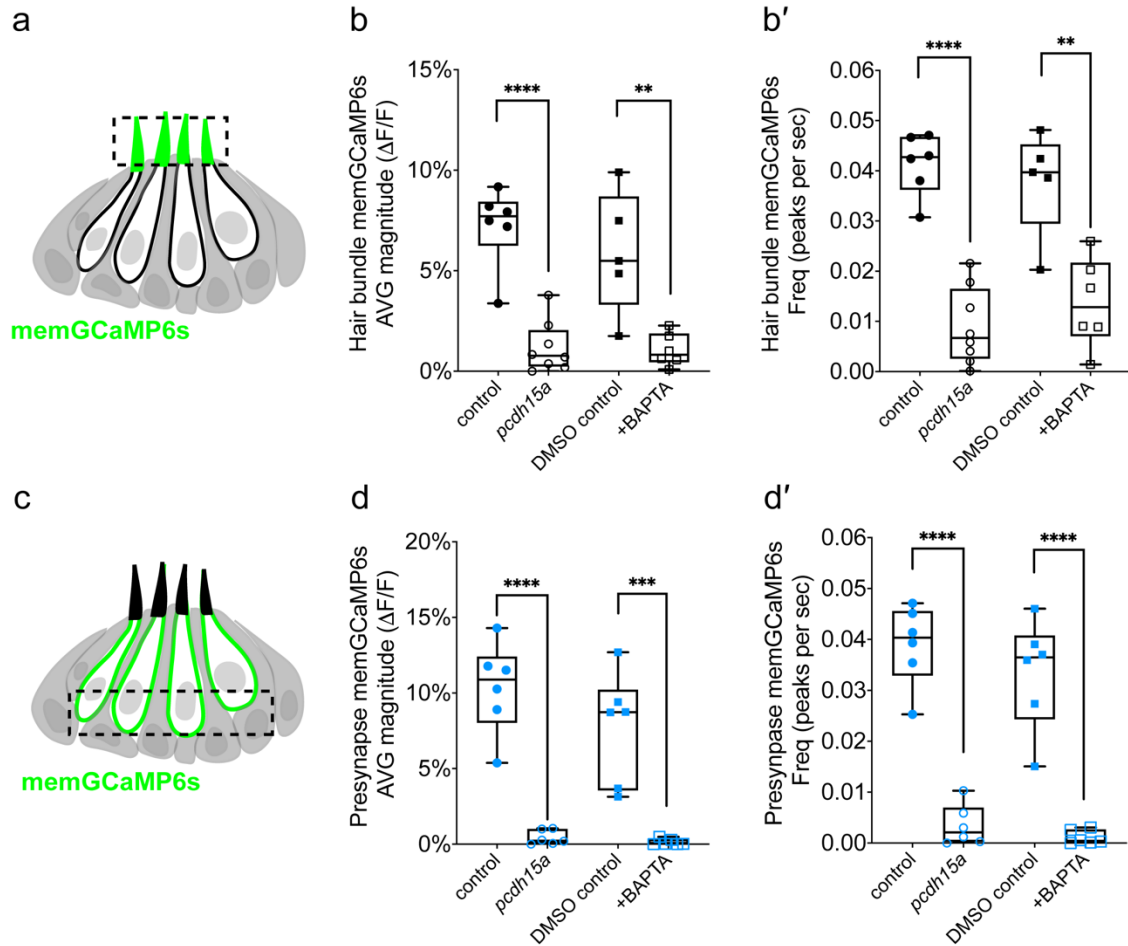 a
memGCaMP6s
b
Hair bundle memGCaMP6s
AVG magnitude (ΔF/F)
15%
10%
5%
0%
****
**
control
pcdh15a
DMSO control
+BAPTA
b′
Hair bundle memGCaMP6s
Freq (peaks per sec)
0.06
0.05
0.04
0.03
0.02
0.01
0.00
****
**
control
pcdh15a
DMSO control
+BAPTA
c
memGCaMP6s
d
Presynapse memGCaMP6s
AVG magnitude (ΔF/F)
20%
15%
10%
5%
0%
****
***
control
pcdh15a
DMSO control
+BAPTA
d′
Presynpase memGCaMP6s
Freq (peaks per sec)
0.06
0.05
0.04
0.03
0.02
0.001
0.00
****
****
control
pcdh15a
DMSO control
+BAPTA